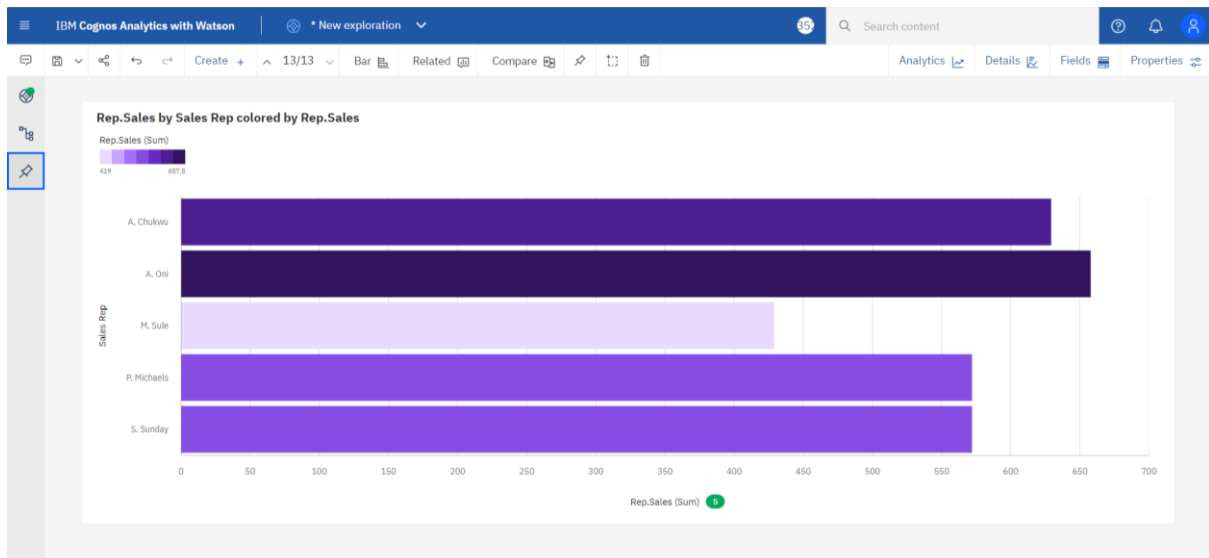 IBM Cognos Analytics with Watson
* New exploration
35
Search content
Create +
13/13
Bar
Related
Compare
Analytics
Details
Fields
Properties
Rep.Sales by Sales Rep colored by Rep.Sales
Rep.Sales (Sum)
429 657.8
A. Chukwu
A. Oni
M. Sule
P. Michaels
S. Sunday
Sales Rep
0 50 100 150 200 250 300 350 400 450 500 550 600 650 700
Rep.Sales (Sum) 5